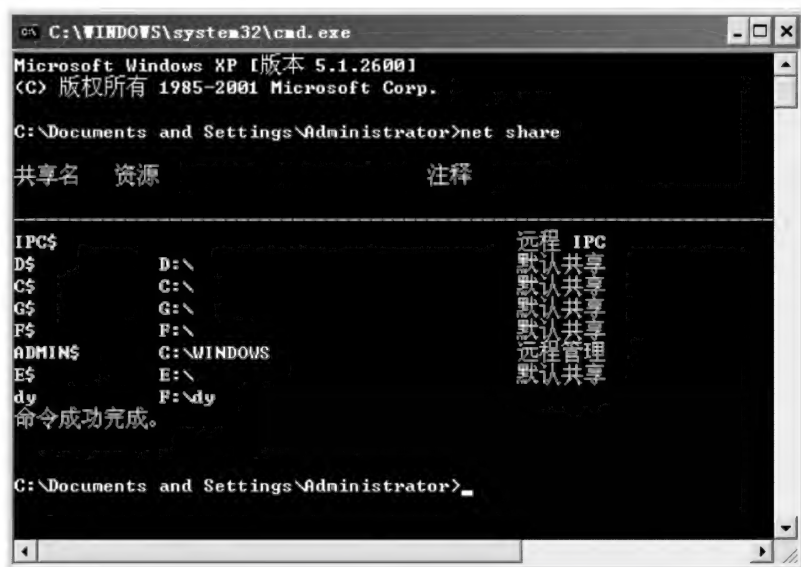 C:\WINDOWS\system32\cmd.exe
Microsoft Windows XP [版本 5.1.2600]
(C) 版权所有 1985-2001 Microsoft Corp.
C:\Documents and Settings\Administrator>net share
共享名 资源 注释
-------------------------------------------------------------------------------
IPC$ 远程 IPC
D$ D:\ 默认共享
C$ C:\ 默认共享
G$ G:\ 默认共享
F$ F:\ 默认共享
ADMIN$ C:\WINDOWS 远程管理
E$ E:\ 默认共享
dy F:\dy
命令成功完成。
C:\Documents and Settings\Administrator>_